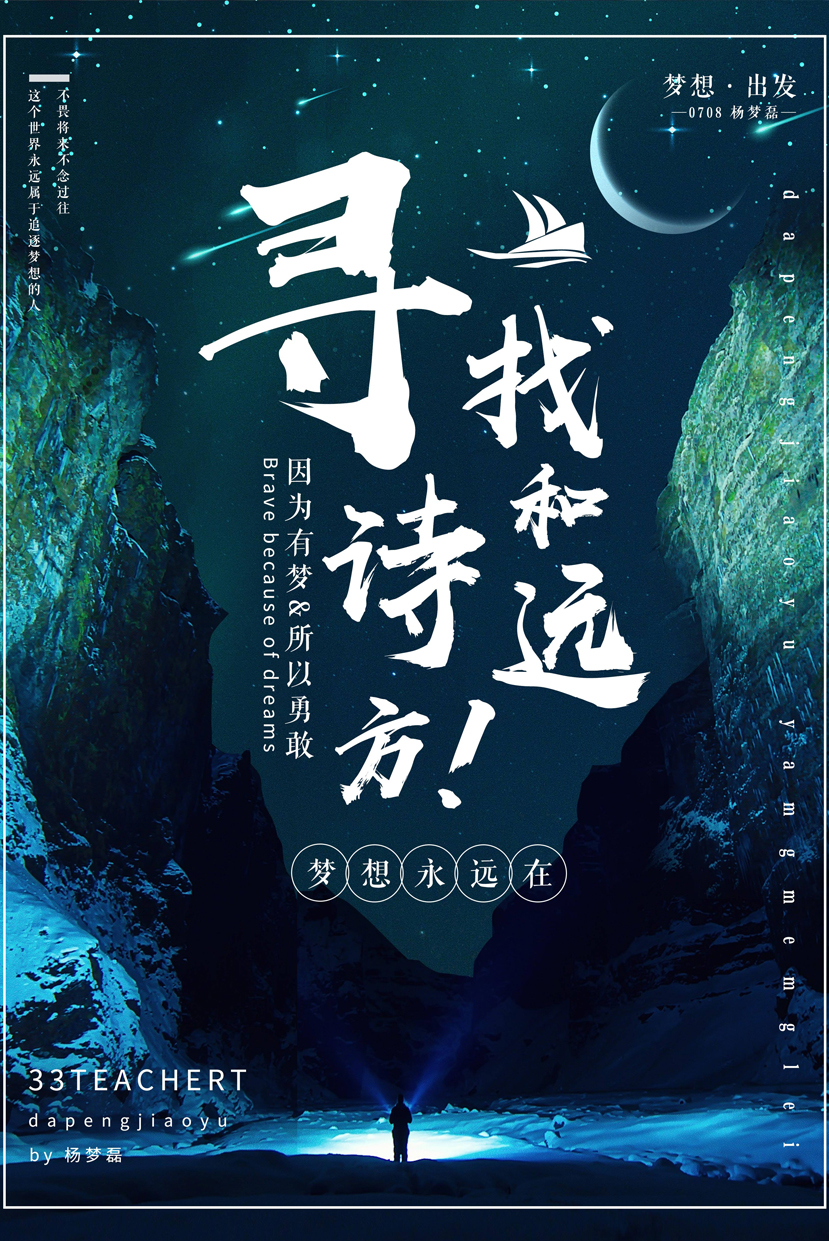 梦想·出发
—0708 杨梦磊—
不畏将来不念过往
这个世界永远属于追逐梦想的人
寻找
诗和远方!
因为有梦&所以勇敢
Brave because of dreams
梦想永远在
dapengjiaoyu yamgmemglei
33TEACHERT
dapengjiaoyu
by 杨梦磊